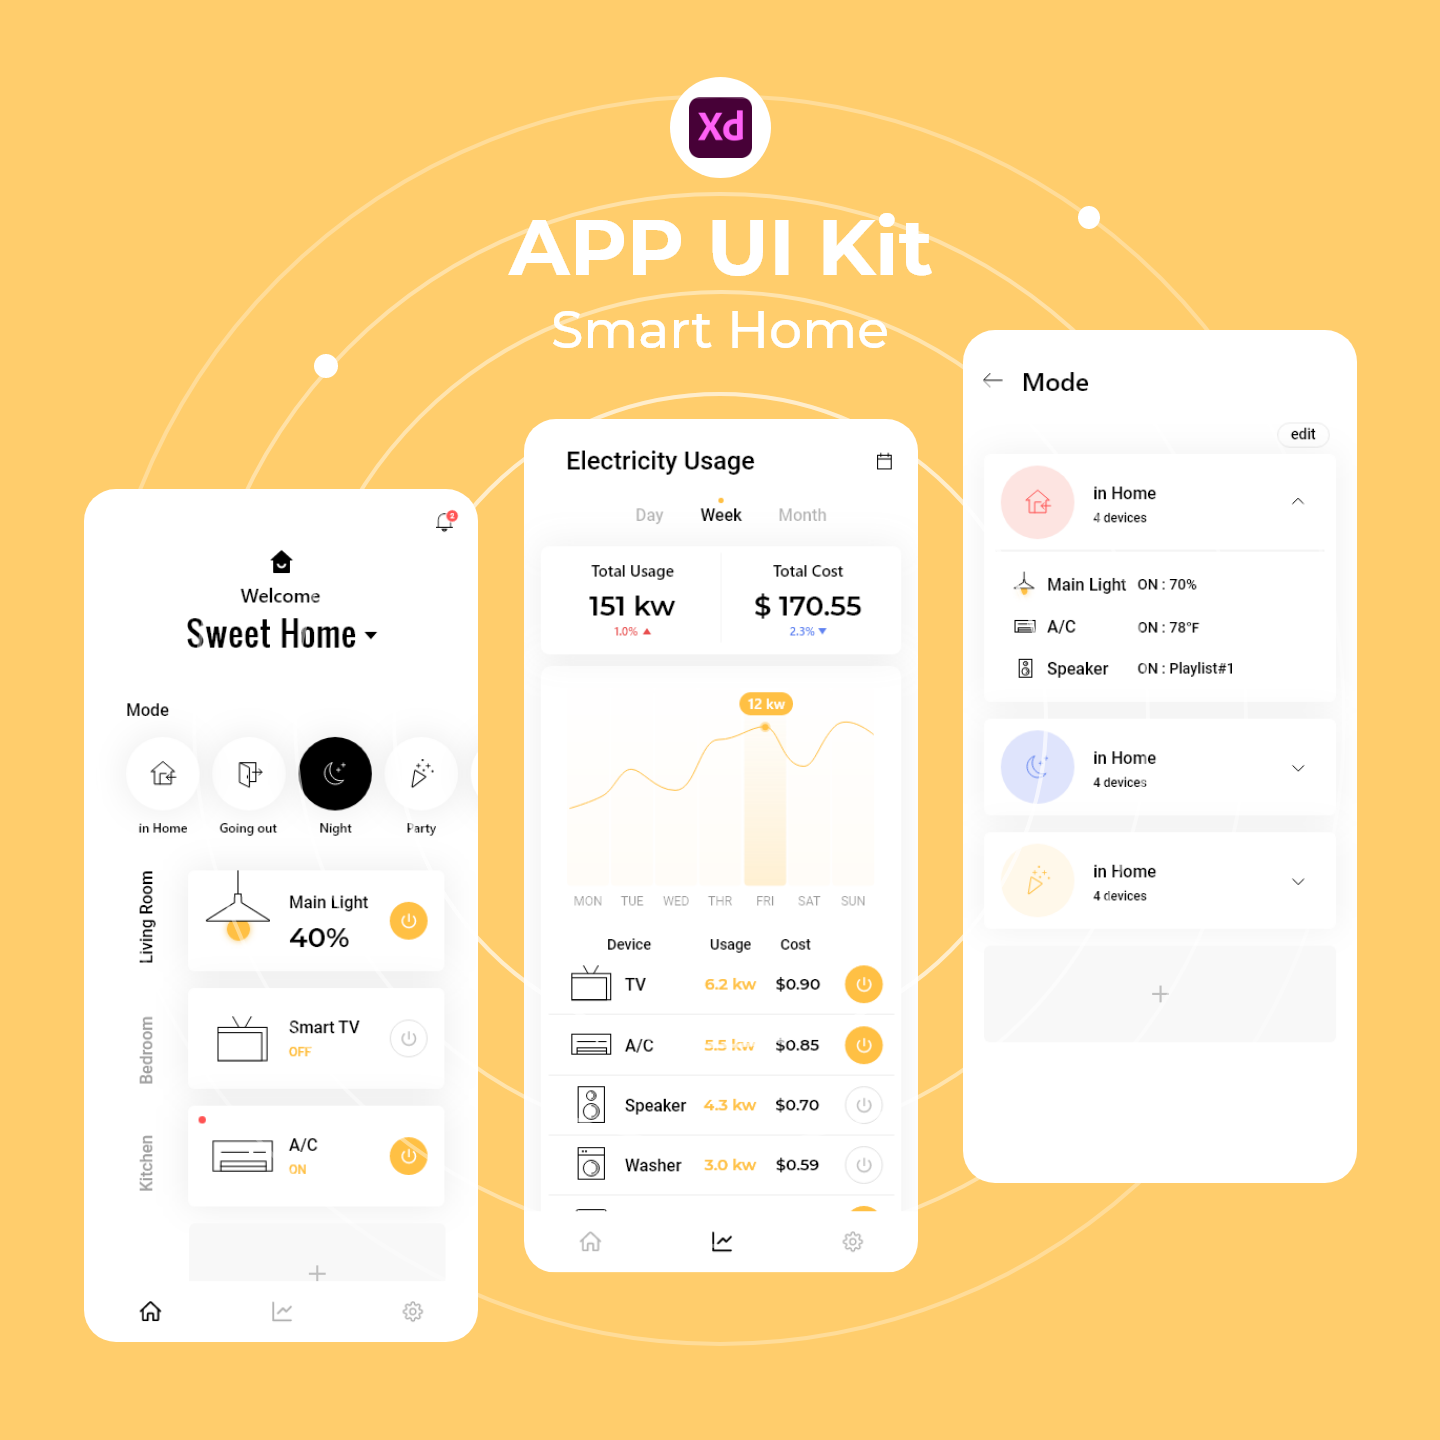 Xd
APP UI Kit
Smart Home
2
Welcome
Sweet Home
Mode
in Home
Going out
Night
Party
Living Room
Bedroom
Kitchen
Main Light
40%
Smart TV
OFF
A/C
ON
+
Electricity Usage
Day Week Month
Total Usage
151 kw
1.0%
Total Cost
$ 170.55
2.3%
12 kw
MON TUE WED THR FRI SAT SUN
Device Usage Cost
TV 6.2 kw $0.90
A/C 5.5 kw $0.85
Speaker 4.3 kw $0.70
Washer 3.0 kw $0.59
Mode
edit
in Home
4 devices
Main Light ON : 70%
A/C ON : 78°F
Speaker ON : Playlist#1
in Home
4 devices
in Home
4 devices
+